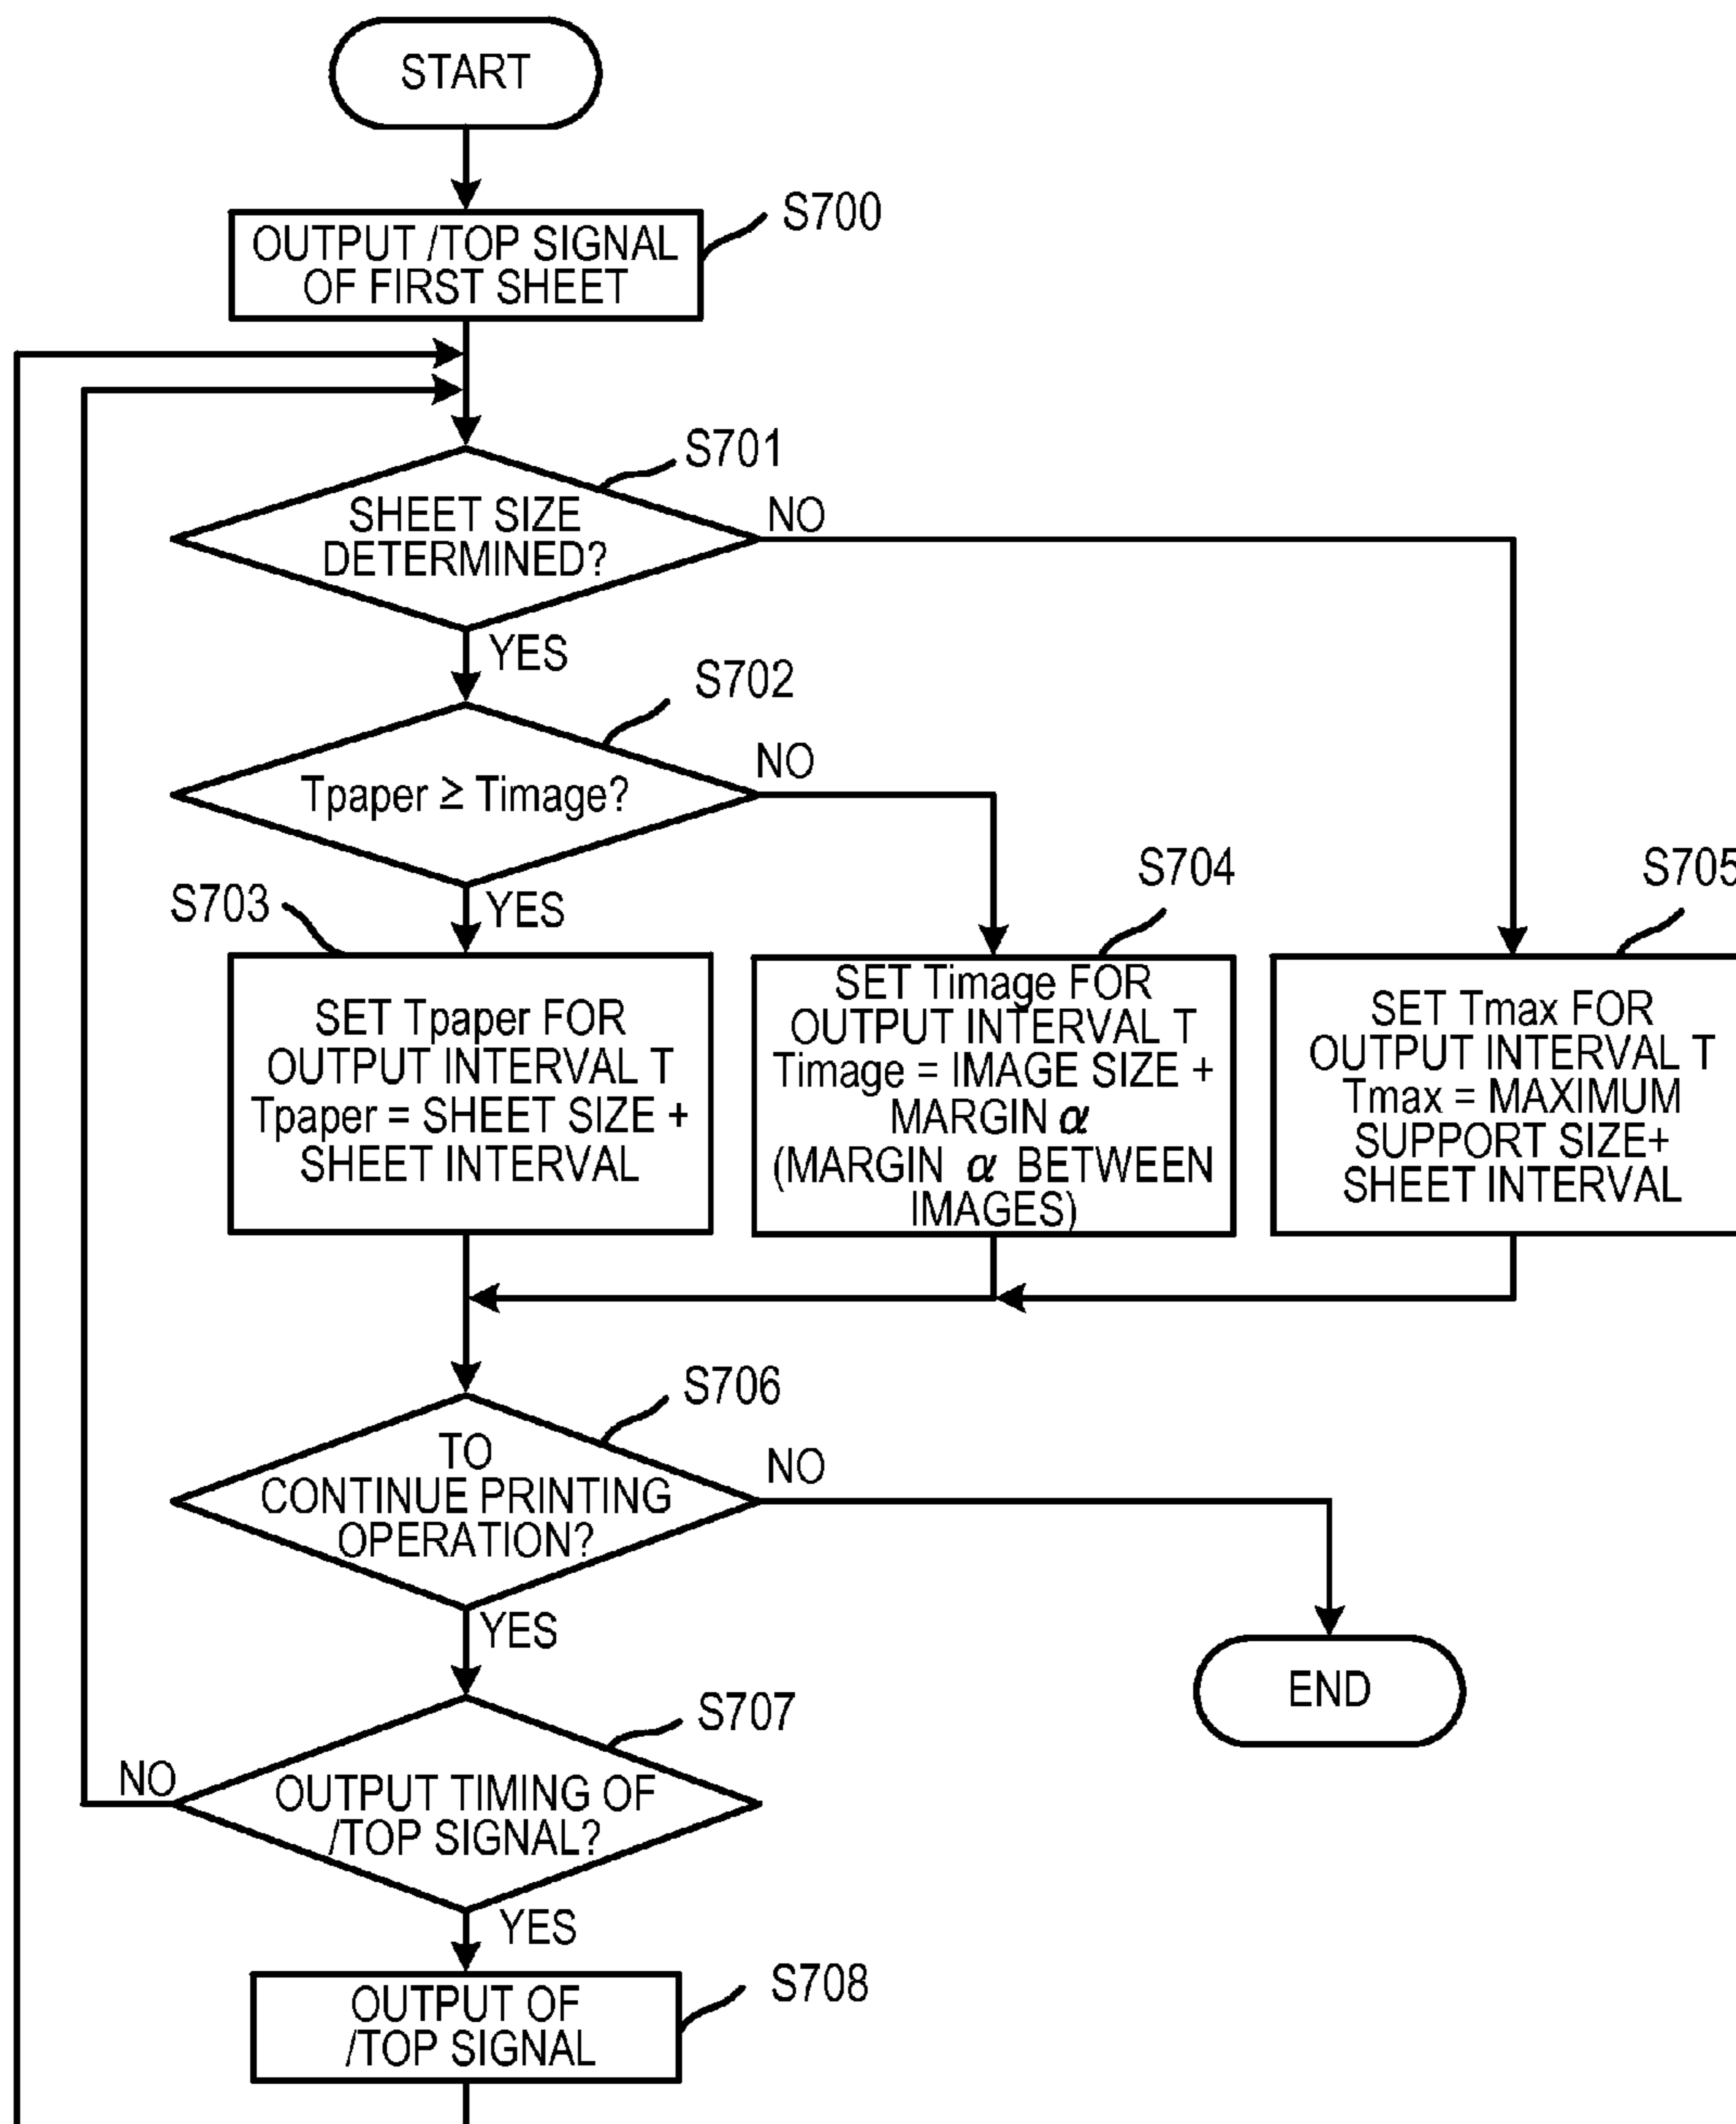 START
S700
OUTPUT /TOP SIGNAL
OF FIRST SHEET
S701
SHEET SIZE
DETERMINED?
NO
YES
S702
Tpaper ≥ Timage?
NO
YES
S703
SET Tpaper FOR
OUTPUT INTERVAL T
Tpaper = SHEET SIZE +
SHEET INTERVAL
S704
SET Timage FOR
OUTPUT INTERVAL T
Timage = IMAGE SIZE +
MARGIN α
(MARGIN α BETWEEN
IMAGES)
S705
SET Tmax FOR
OUTPUT INTERVAL T
Tmax = MAXIMUM
SUPPORT SIZE+
SHEET INTERVAL
S706
TO
CONTINUE PRINTING
OPERATION?
NO
YES
END
S707
OUTPUT TIMING OF
/TOP SIGNAL?
NO
YES
S708
OUTPUT OF
/TOP SIGNAL